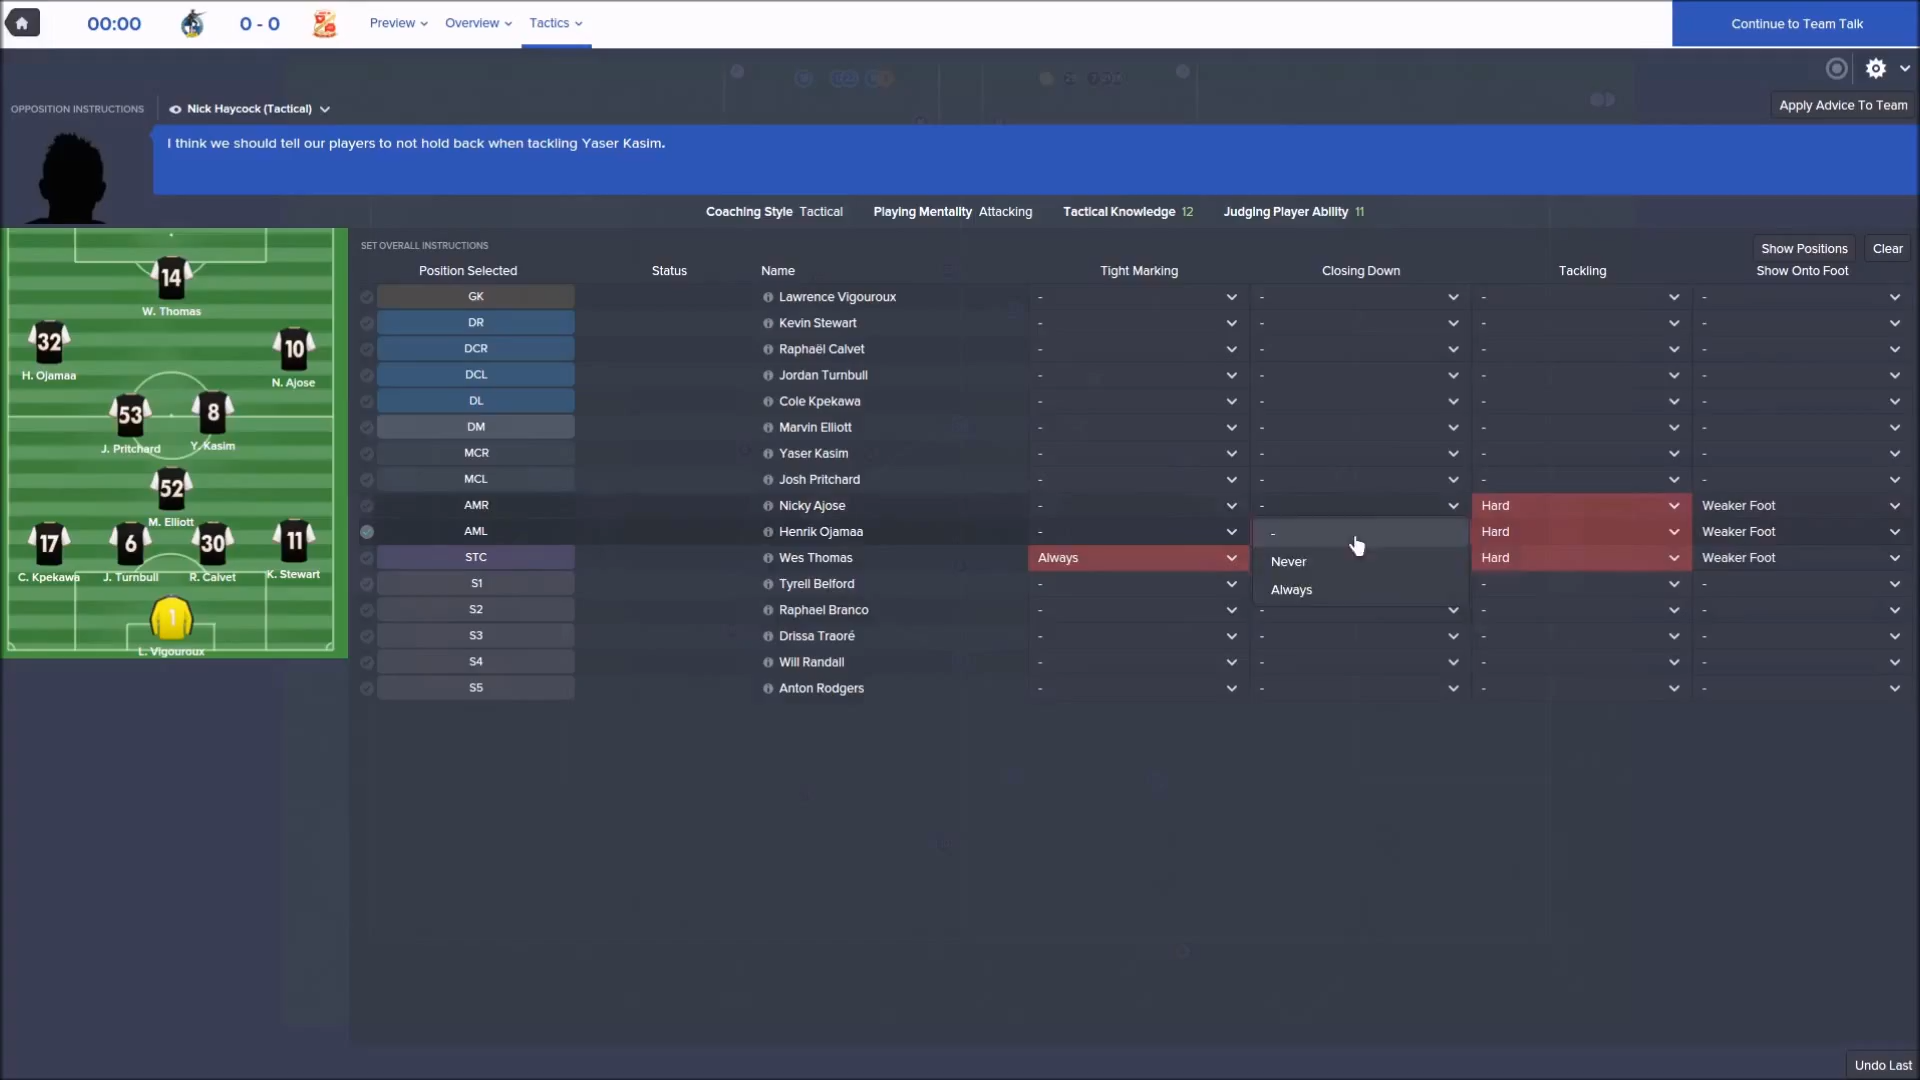 00:00 0 - 0 Preview Overview Tactics Continue to Team Talk
OPPOSITION INSTRUCTIONS Nick Haycock (Tactical) Apply Advice To Team
I think we should tell our players to not hold back when tackling Yaser Kasim.
Coaching Style Tactical Playing Mentality Attacking Tactical Knowledge 12 Judging Player Ability 11
14
W. Thomas
32
H. Ojamaa
10
N. Ajose
53
J. Pritchard
8
Y. Kasim
52
M. Elliott
17
C. Kpekawa
6
J. Turnbull
30
R. Calvet
11
K. Stewart
1
L. Vigouroux
SET OVERALL INSTRUCTIONS Show Positions Clear
Position Selected Status Name Tight Marking Closing Down Tackling Show Onto Foot
GK Lawrence Vigouroux - - - -
DR Kevin Stewart - - - -
DCR Raphaël Calvet - - - -
DCL Jordan Turnbull - - - -
DL Cole Kpekawa - - - -
DM Marvin Elliott - - - -
MCR Yaser Kasim - - - -
MCL Josh Pritchard - - - -
AMR Nicky Ajose - - Hard Weaker Foot
AML Henrik Ojamaa - - Hard Weaker Foot
STC Wes Thomas Always Never Hard Weaker Foot
S1 Tyrell Belford - Always - -
S2 Raphael Branco - - - -
S3 Drissa Traoré - - - -
S4 Will Randall - - - -
S5 Anton Rodgers - - - -
Undo Last